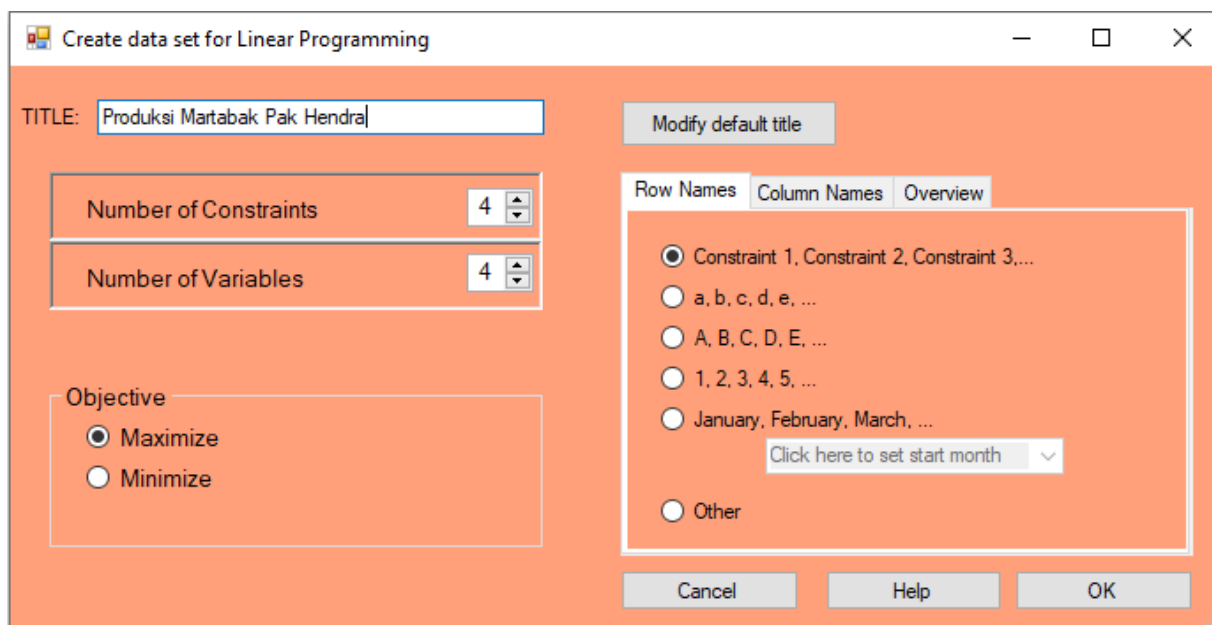 Create data set for Linear Programming
TITLE: Produksi Martabak Pak Hendra
Modify default title
Number of Constraints 4
Number of Variables 4
Objective
Maximize
Minimize
Row Names Column Names Overview
Constraint 1, Constraint 2, Constraint 3,...
a, b, c, d, e, ...
A, B, C, D, E, ...
1, 2, 3, 4, 5, ...
January, February, March, ...
Click here to set start month
Other
Cancel Help OK